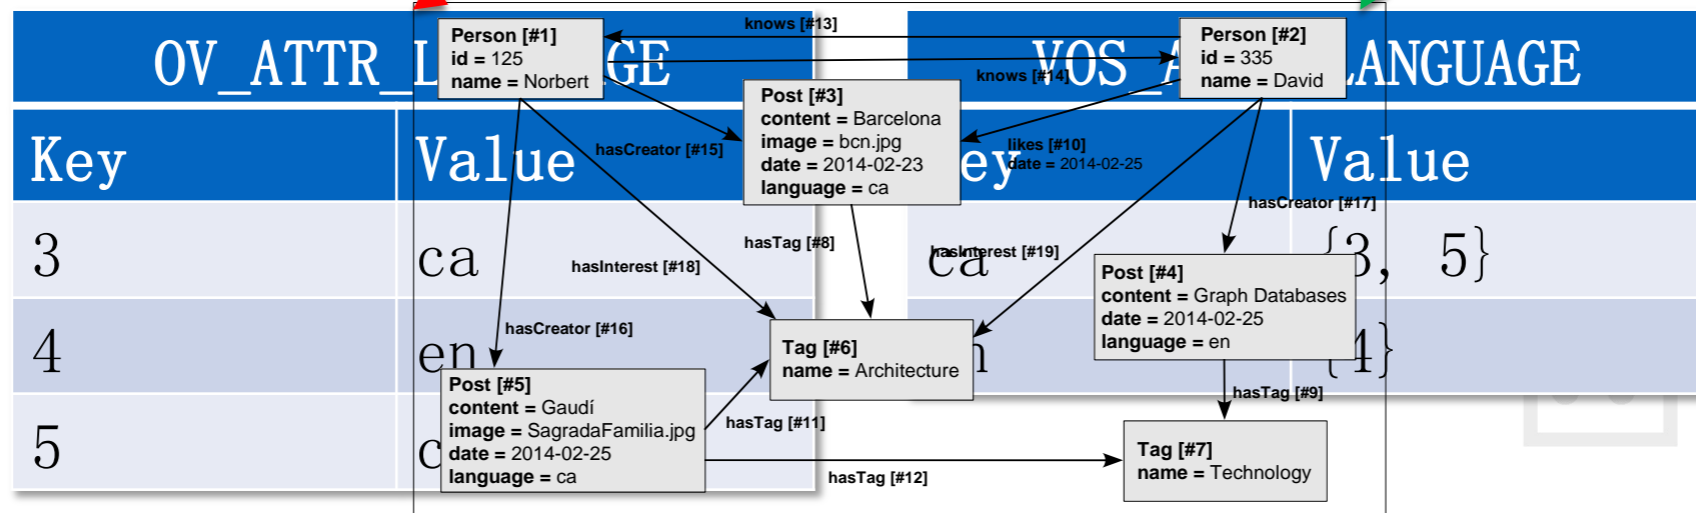 OV_ATTR_L GE
VOS_A LANGUAGE
Key
Value
ey
Value
3
ca
ca
{3, 5}
4
en
4}
5
c
Person [#1]
id = 125
name = Norbert
knows [#13]
knows [#14]
Person [#2]
id = 335
name = David
Post [#3]
content = Barcelona
image = bcn.jpg
date = 2014-02-23
language = ca
hasCreator [#15]
likes [#10]
date = 2014-02-25
hasCreator [#17]
hasTag [#8]
hasInterest [#18]
hasInterest [#19]
Post [#4]
content = Graph Databases
date = 2014-02-25
language = en
hasCreator [#16]
Tag [#6]
name = Architecture
Post [#5]
content = Gaudí
image = SagradaFamilia.jpg
date = 2014-02-25
language = ca
hasTag [#11]
hasTag [#9]
hasTag [#12]
Tag [#7]
name = Technology